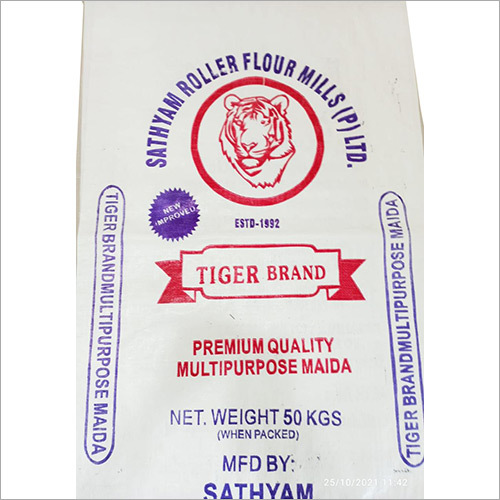 SATHYAM ROLLER FLOUR MILLS (P) LTD.
NEW
IMPROVED
ESTD-1992
TIGER BRAND
TIGER BRANDMULTIPURPOSE MAIDA
TIGER BRANDMULTIPURPOSE MAIDA
PREMIUM QUALITY
MULTIPURPOSE MAIDA
NET. WEIGHT 50 KGS
(WHEN PACKED)
MFD BY:
SATHYAM
25/10/2021 11:42